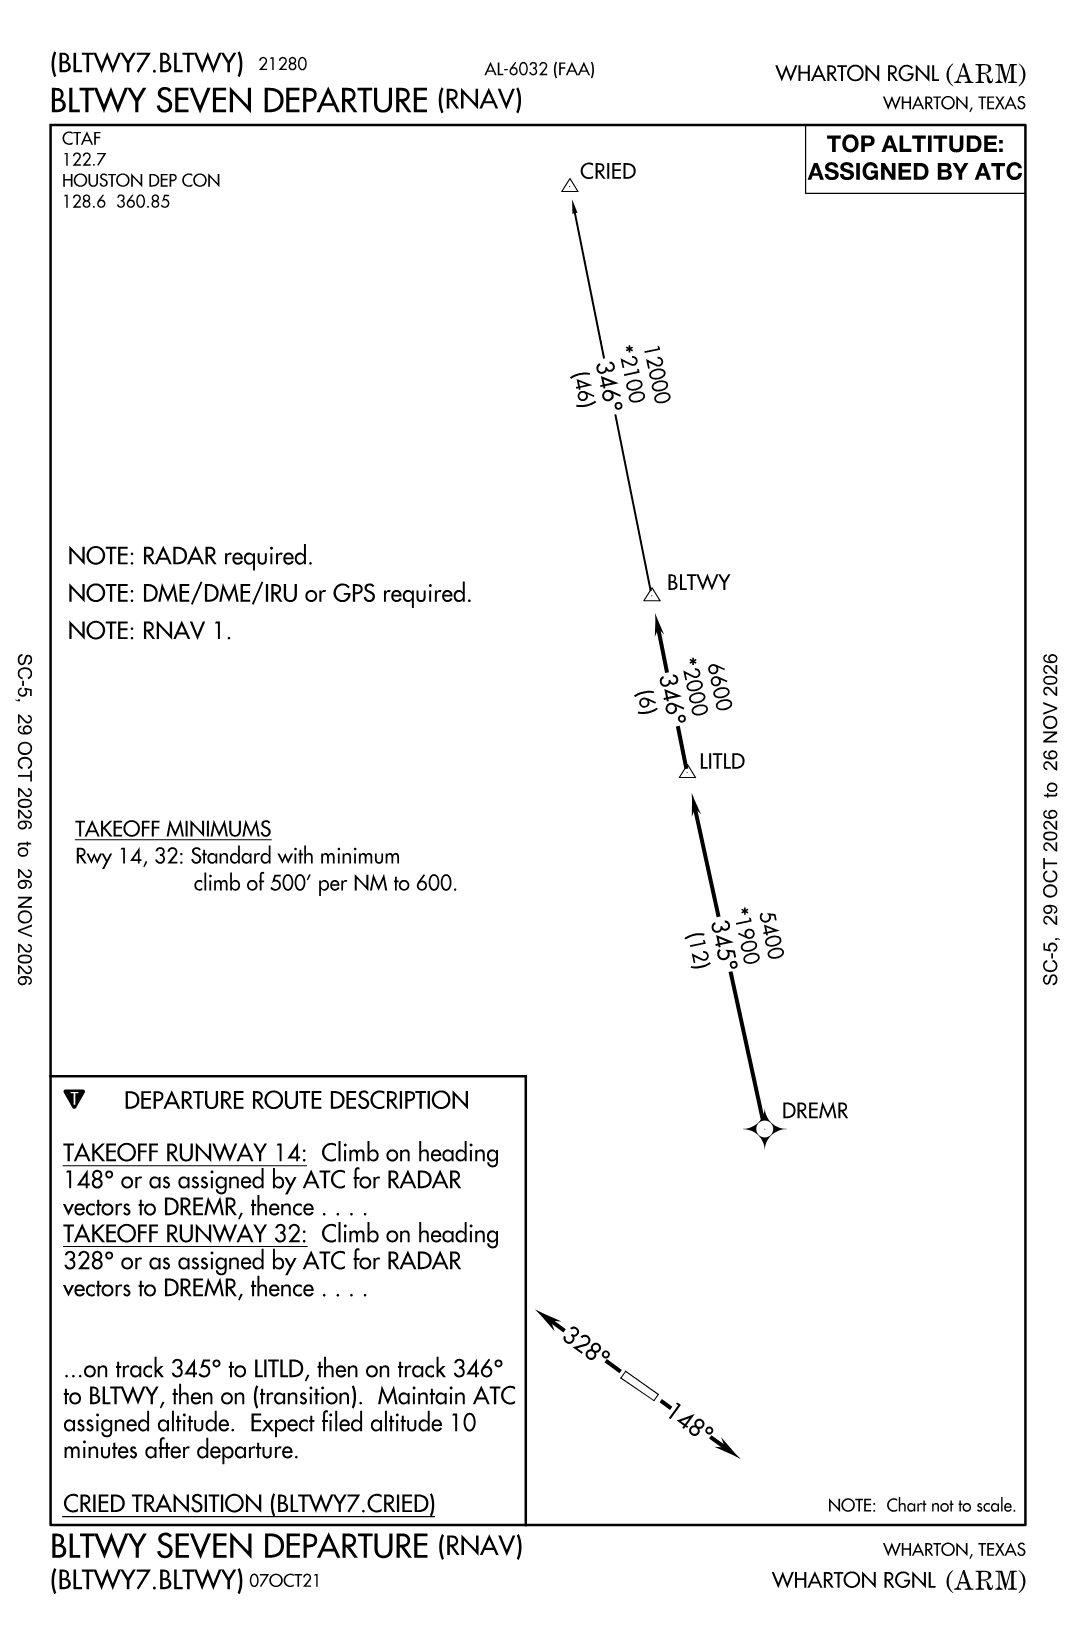 (BLTWY7.BLTWY) 21280
AL-6032 (FAA)
WHARTON RGNL (ARM)
BLTWY SEVEN DEPARTURE (RNAV)
WHARTON, TEXAS
CTAF
122.7
HOUSTON DEP CON
128.6 360.85
TOP ALTITUDE:
ASSIGNED BY ATC
CRIED
12000
*2100
346°
(46)
NOTE: RADAR required.
NOTE: DME/DME/IRU or GPS required.
NOTE: RNAV 1.
BLTWY
6600
*2000
346°
(6)
LITLD
SC-5, 29 OCT 2026 to 26 NOV 2026
SC-5, 29 OCT 2026 to 26 NOV 2026
TAKEOFF MINIMUMS
Rwy 14, 32: Standard with minimum
climb of 500′ per NM to 600.
5400
*1900
345°
(12)
DREMR
T
DEPARTURE ROUTE DESCRIPTION
TAKEOFF RUNWAY 14: Climb on heading
148° or as assigned by ATC for RADAR
vectors to DREMR, thence . . . .
TAKEOFF RUNWAY 32: Climb on heading
328° or as assigned by ATC for RADAR
vectors to DREMR, thence . . . .
...on track 345° to LITLD, then on track 346°
to BLTWY, then on (transition). Maintain ATC
assigned altitude. Expect filed altitude 10
minutes after departure.
CRIED TRANSITION (BLTWY7.CRIED)
328°
148°
NOTE: Chart not to scale.
BLTWY SEVEN DEPARTURE (RNAV)
WHARTON, TEXAS
(BLTWY7.BLTWY) 07OCT21
WHARTON RGNL (ARM)